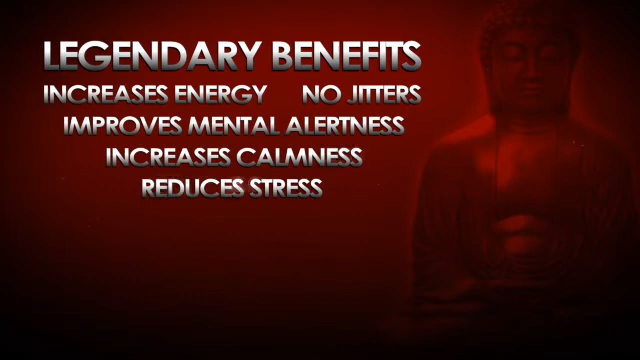 LEGENDARY BENEFITS
INCREASES ENERGY NO JITTERS
IMPROVES MENTAL ALERTNESS
INCREASES CALMNESS
REDUCES STRESS